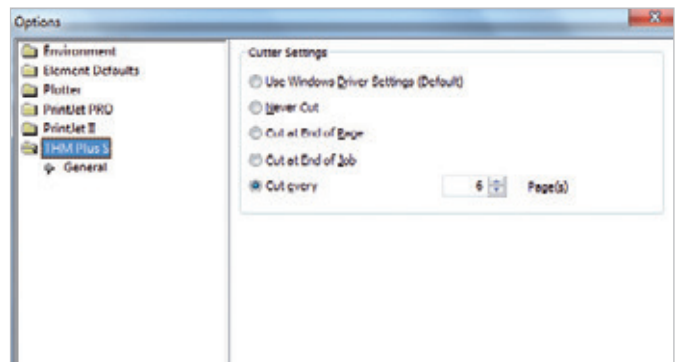 Options
Environment
Element Defaults
Plotter
PrintJet PRO
PrintJet II
THM Plus S
General
Cutter Settings
Use Windows Driver Settings (Default)
Never Cut
Cut at End of Page
Cut at End of Job
Cut every 6 Page(s)